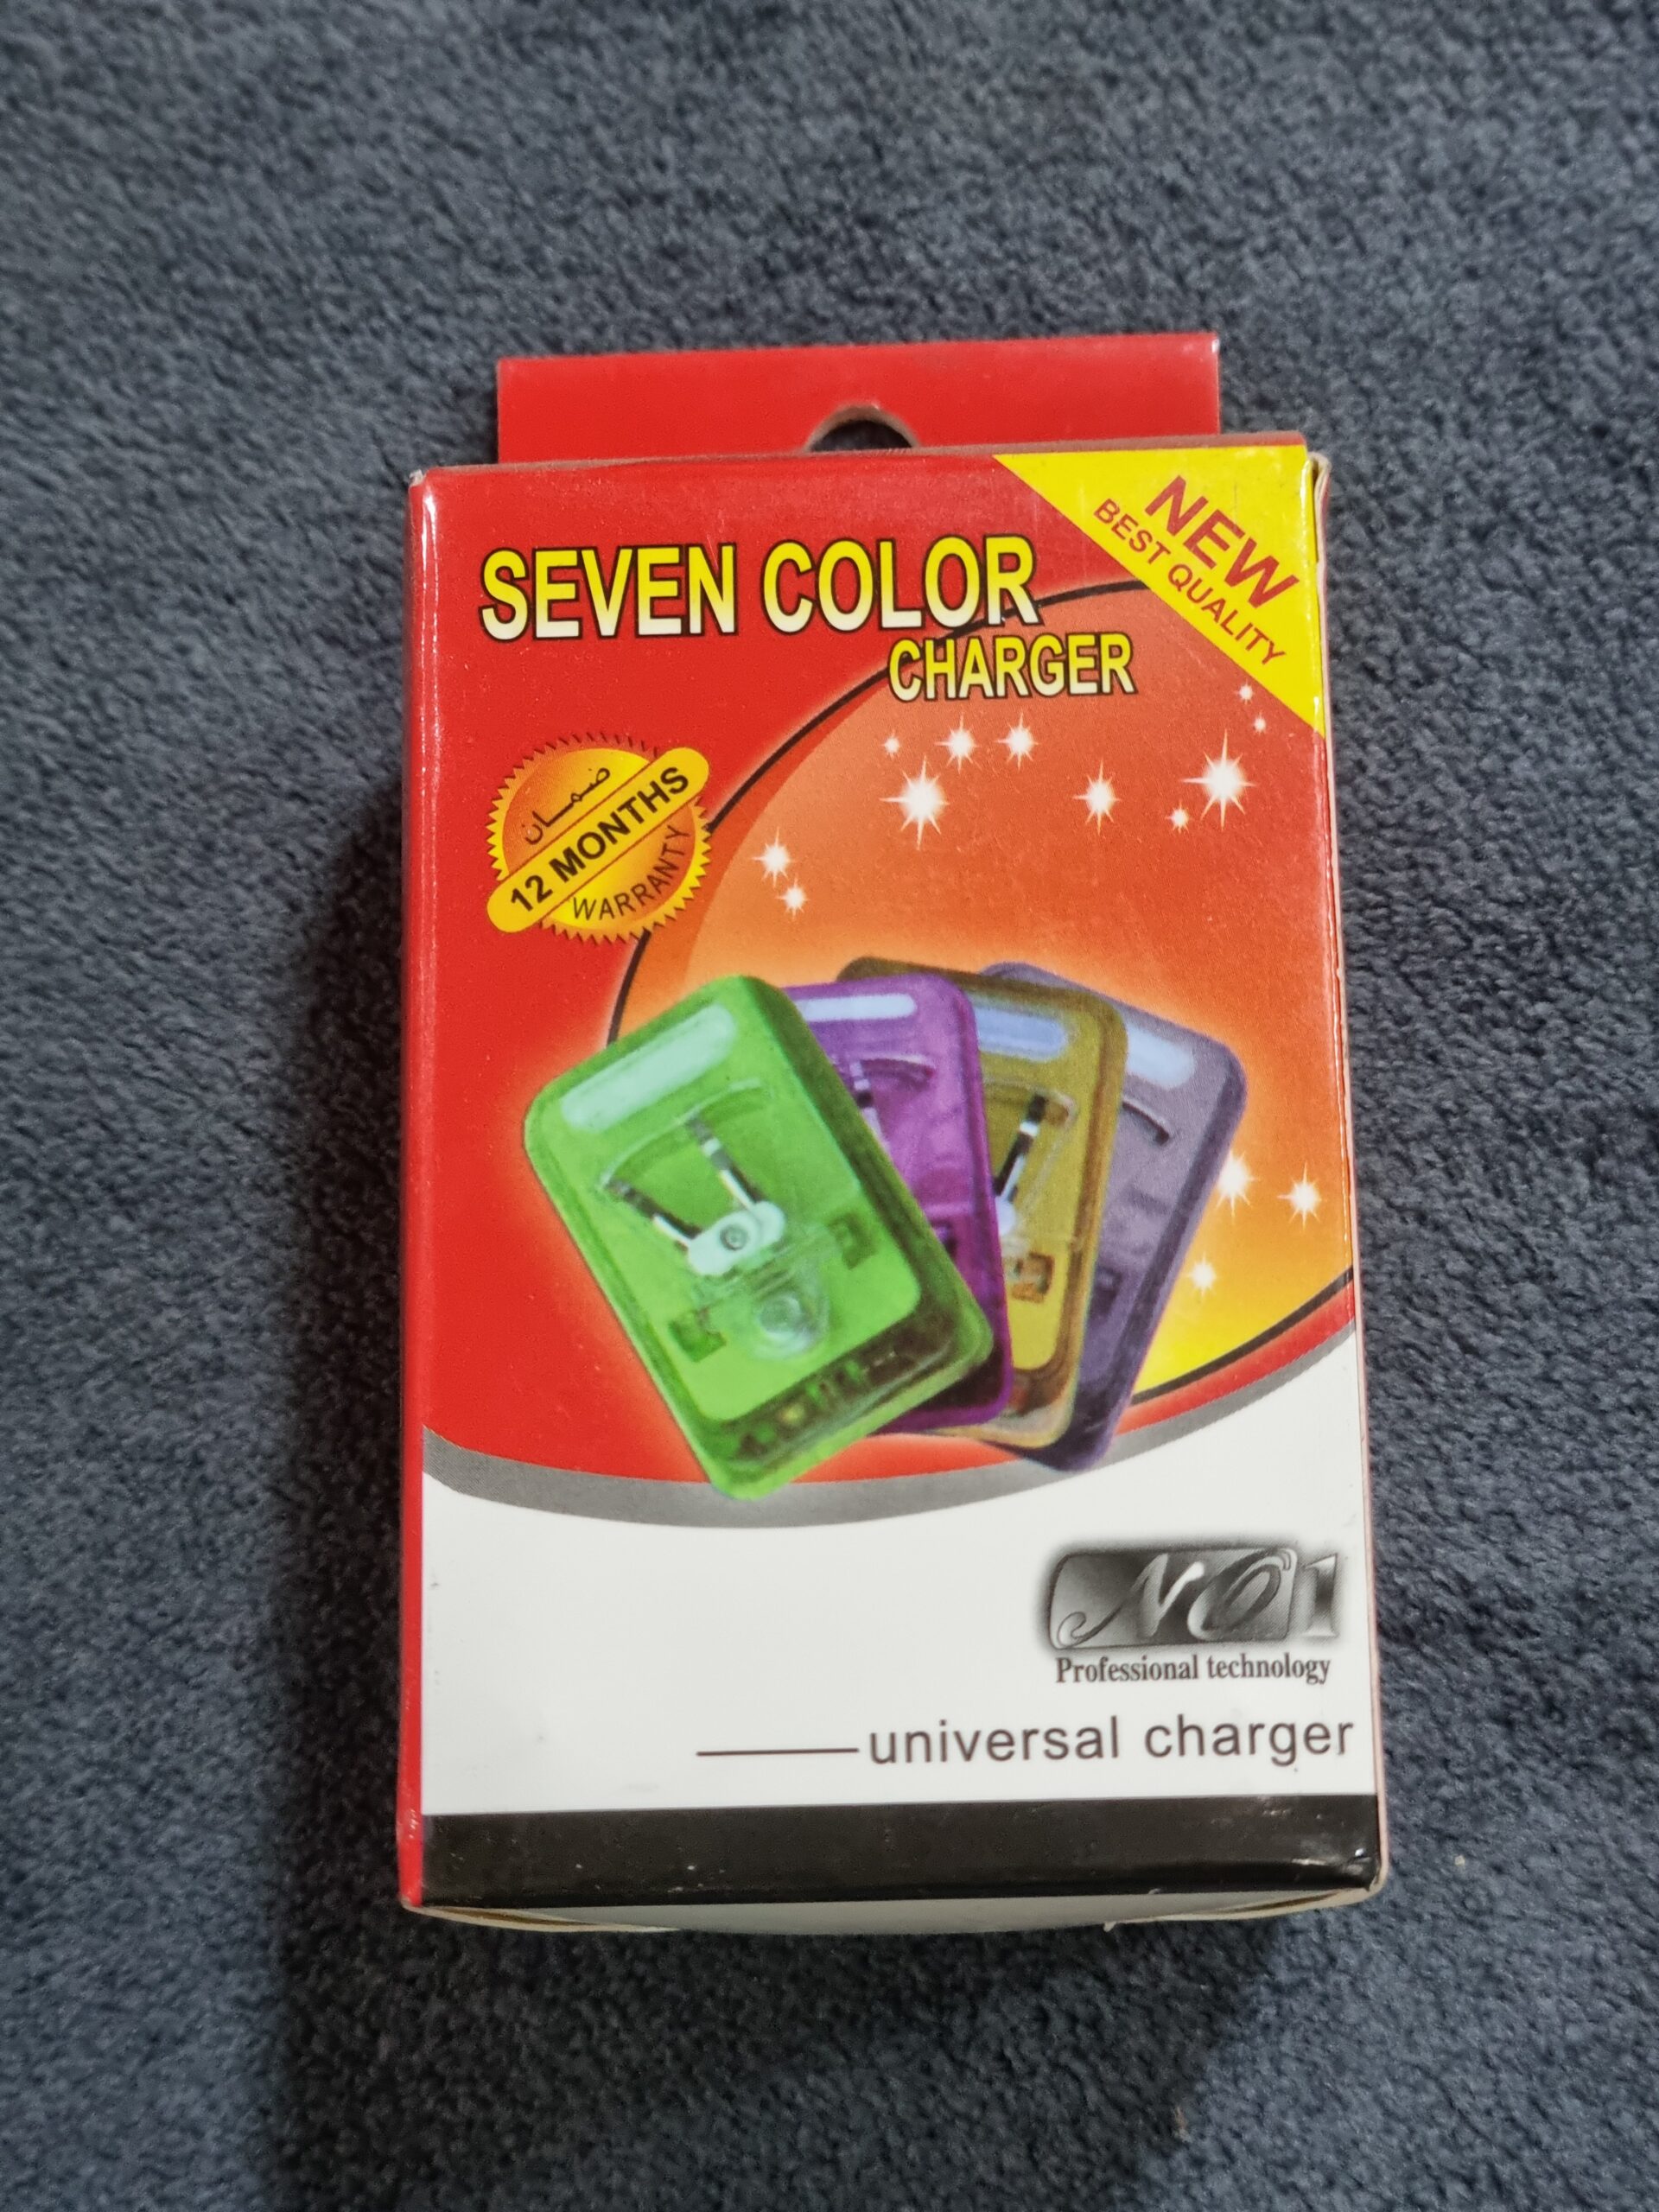 NEW
BEST QUALITY
SEVEN COLOR
CHARGER
ضمان
12 MONTHS
WARRANTY
NO1
Professional technology
universal charger